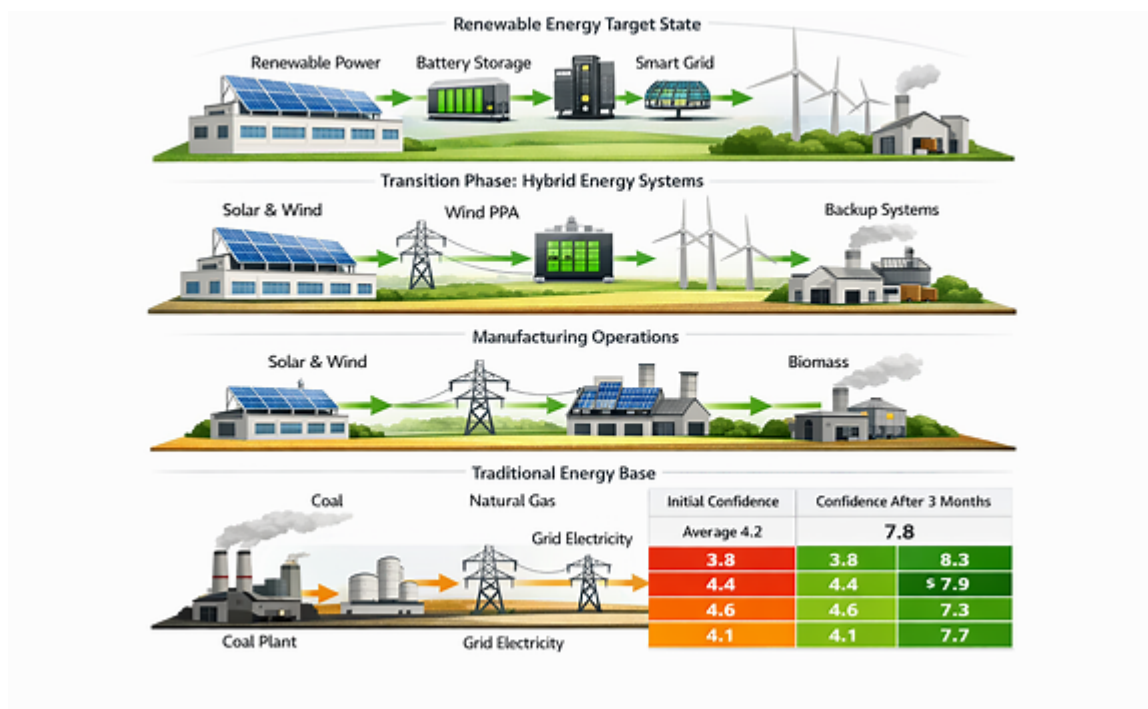 Renewable Energy Target State
Renewable Power Battery Storage Smart Grid
Transition Phase: Hybrid Energy Systems
Solar & Wind Wind PPA Backup Systems
Manufacturing Operations
Solar & Wind Biomass
Traditional Energy Base
Coal Natural Gas
Grid Electricity
Coal Plant Grid Electricity
Initial Confidence Confidence After 3 Months
Average 4.2 7.8
3.8 3.8 8.3
4.4 4.4 $ 7.9
4.6 4.6 7.3
4.1 4.1 7.7